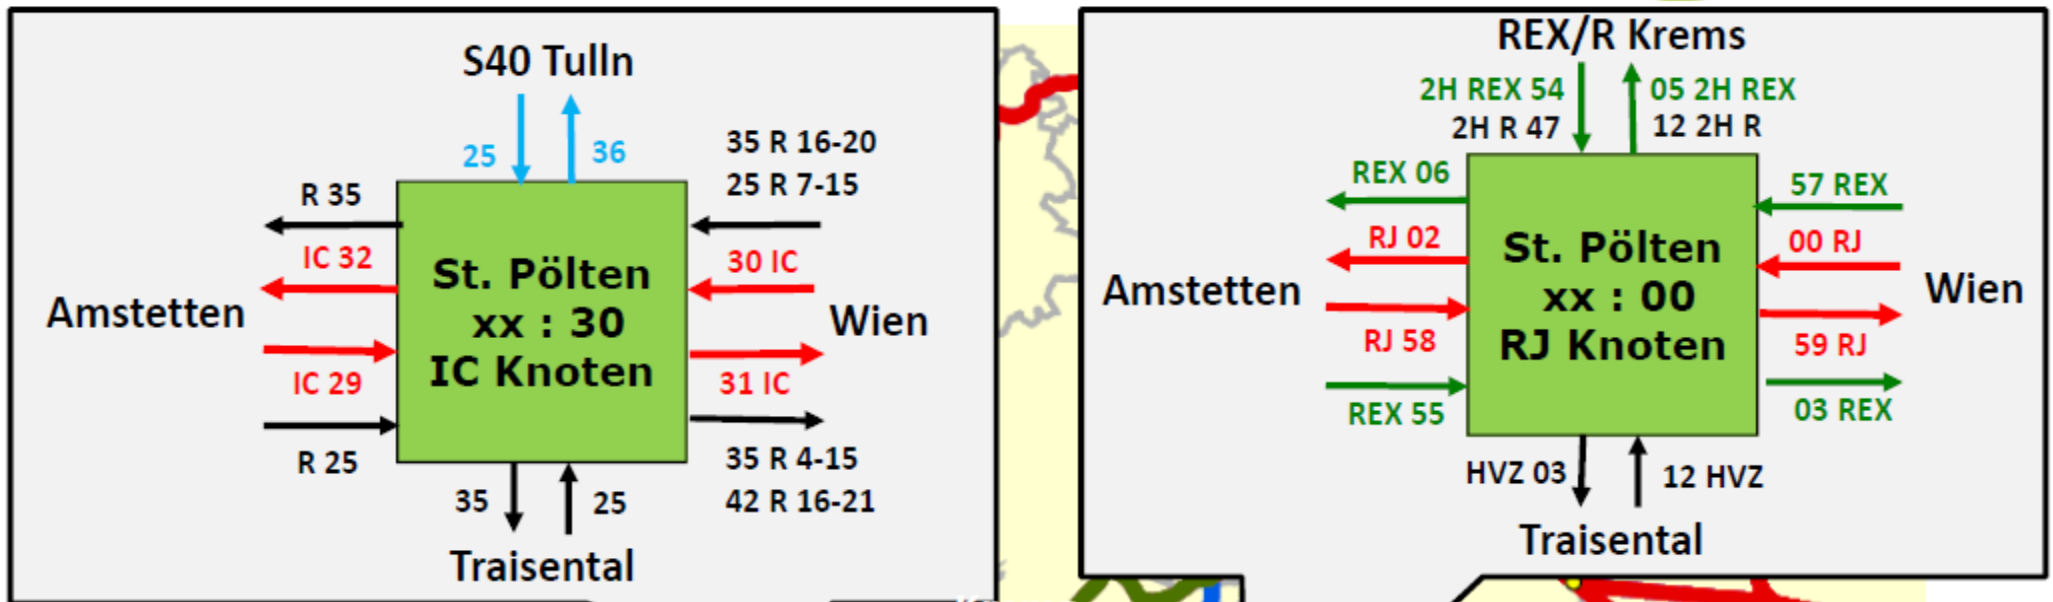 S40 Tulln
25
36
35 R 16-20
25 R 7-15
R 35
IC 32
30 IC
Amstetten
St. Pölten
xx : 30
IC Knoten
Wien
IC 29
31 IC
R 25
35 R 4-15
42 R 16-21
35
25
Traisental
REX/R Krems
2H REX 54
05 2H REX
2H R 47
12 2H R
REX 06
57 REX
RJ 02
00 RJ
Amstetten
St. Pölten
xx : 00
RJ Knoten
Wien
RJ 58
59 RJ
REX 55
03 REX
HVZ 03
12 HVZ
Traisental